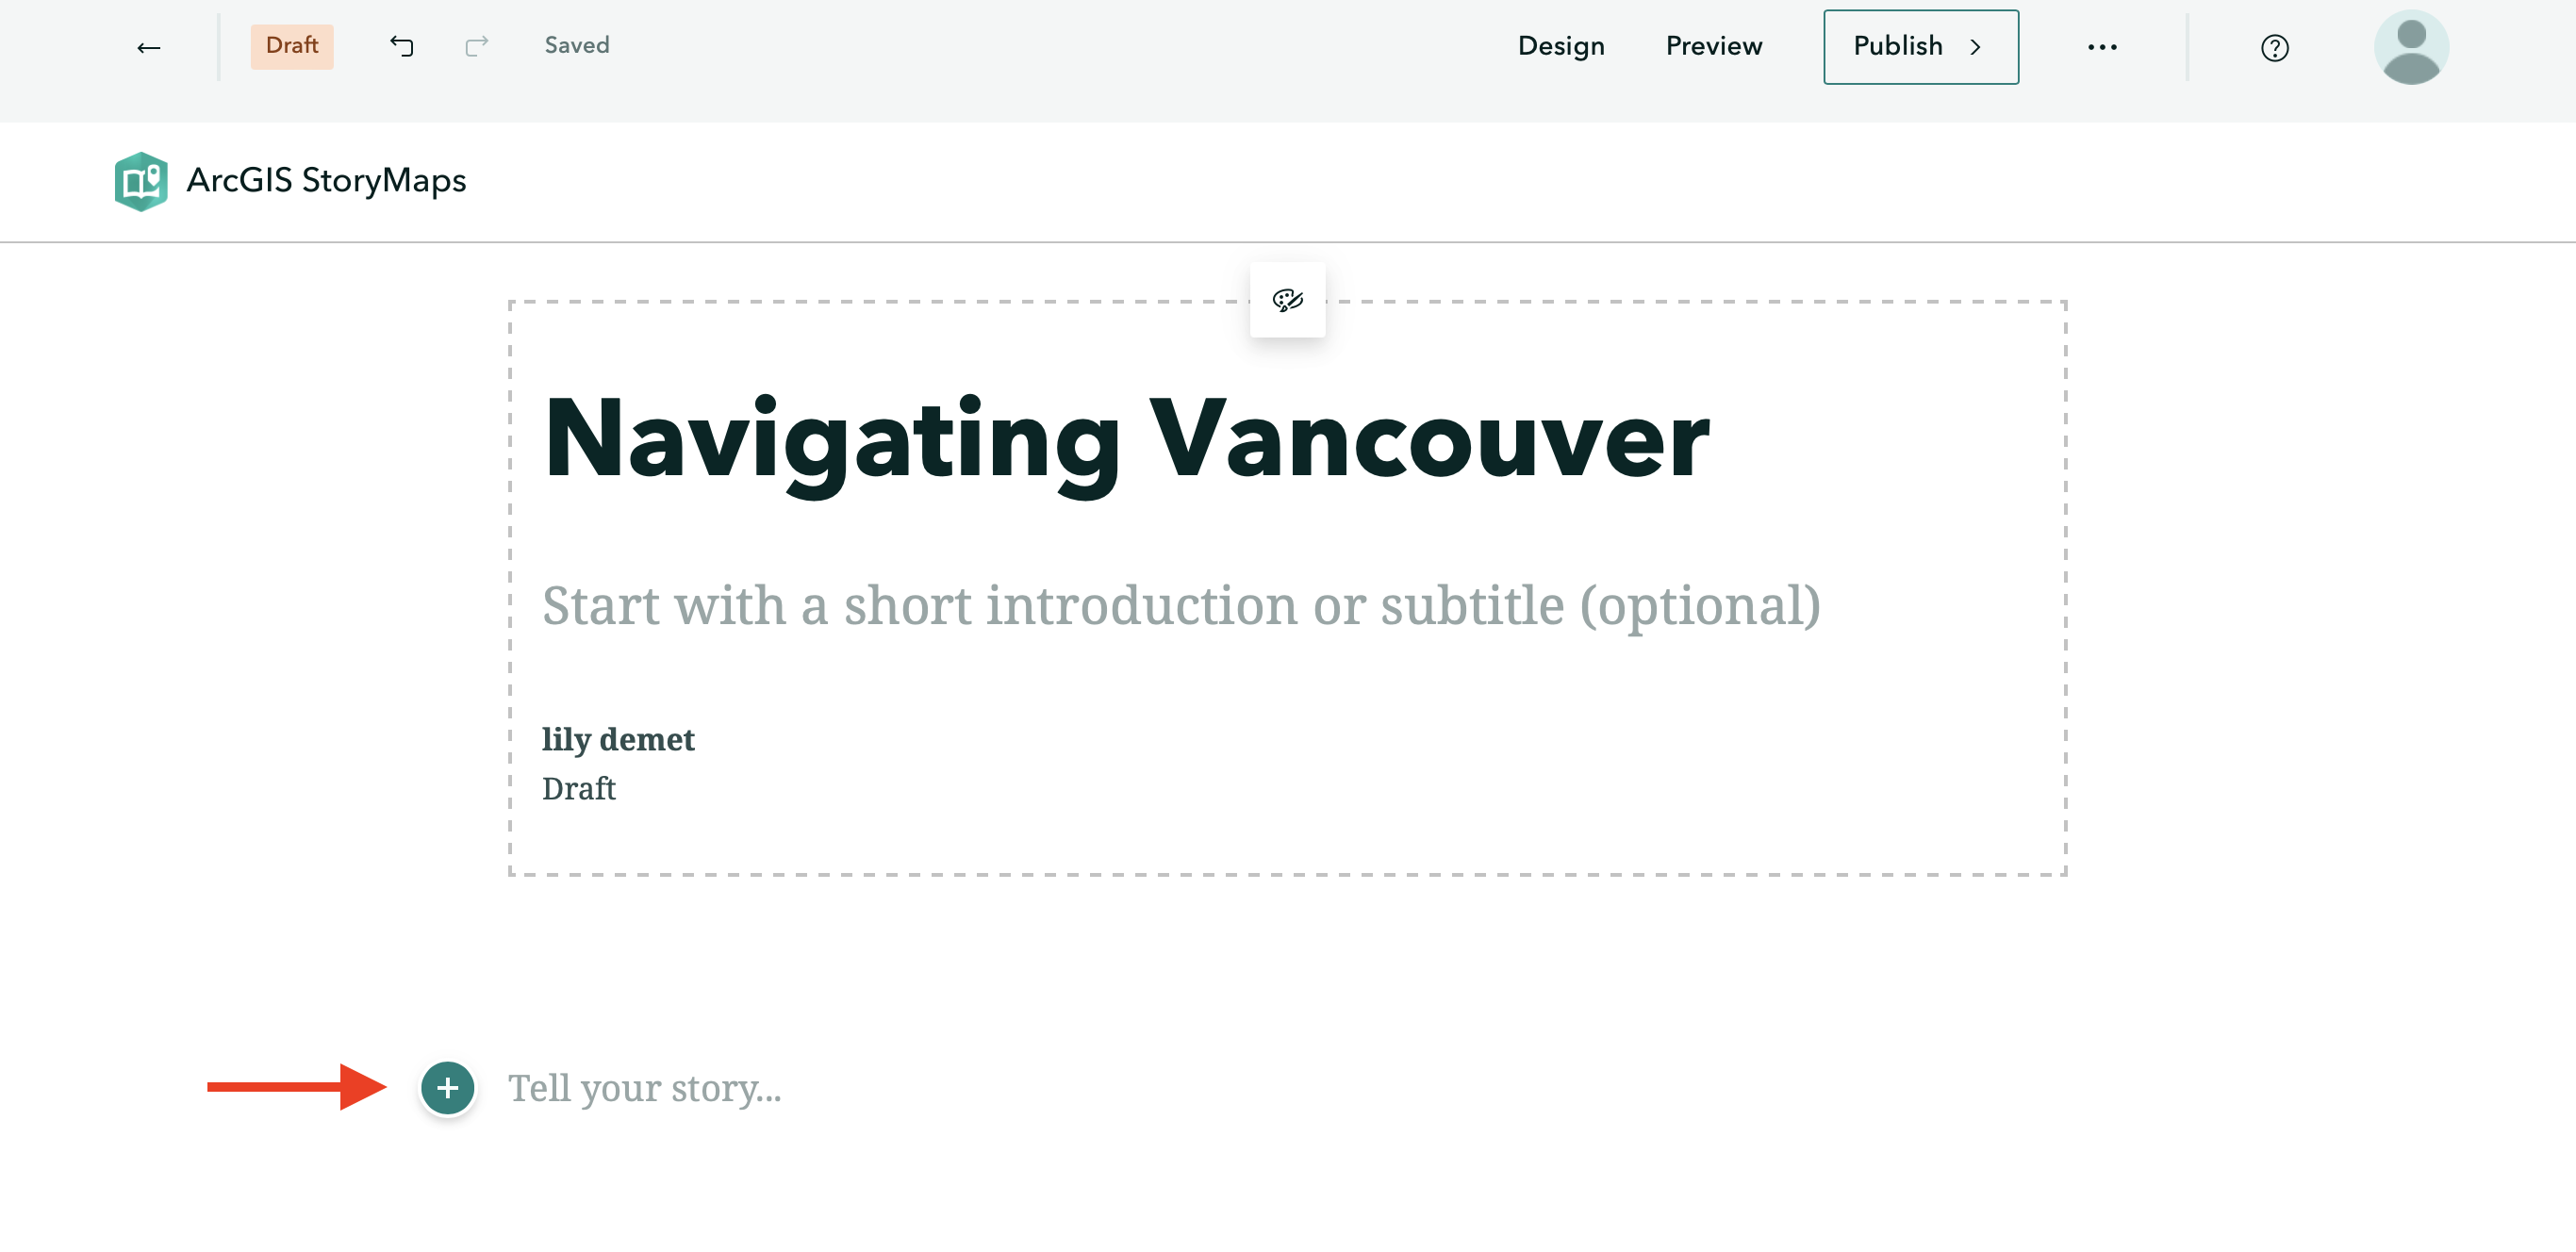 Draft Saved Design Preview Publish
ArcGIS StoryMaps
Navigating Vancouver
Start with a short introduction or subtitle (optional)
lily demet
Draft
Tell your story...